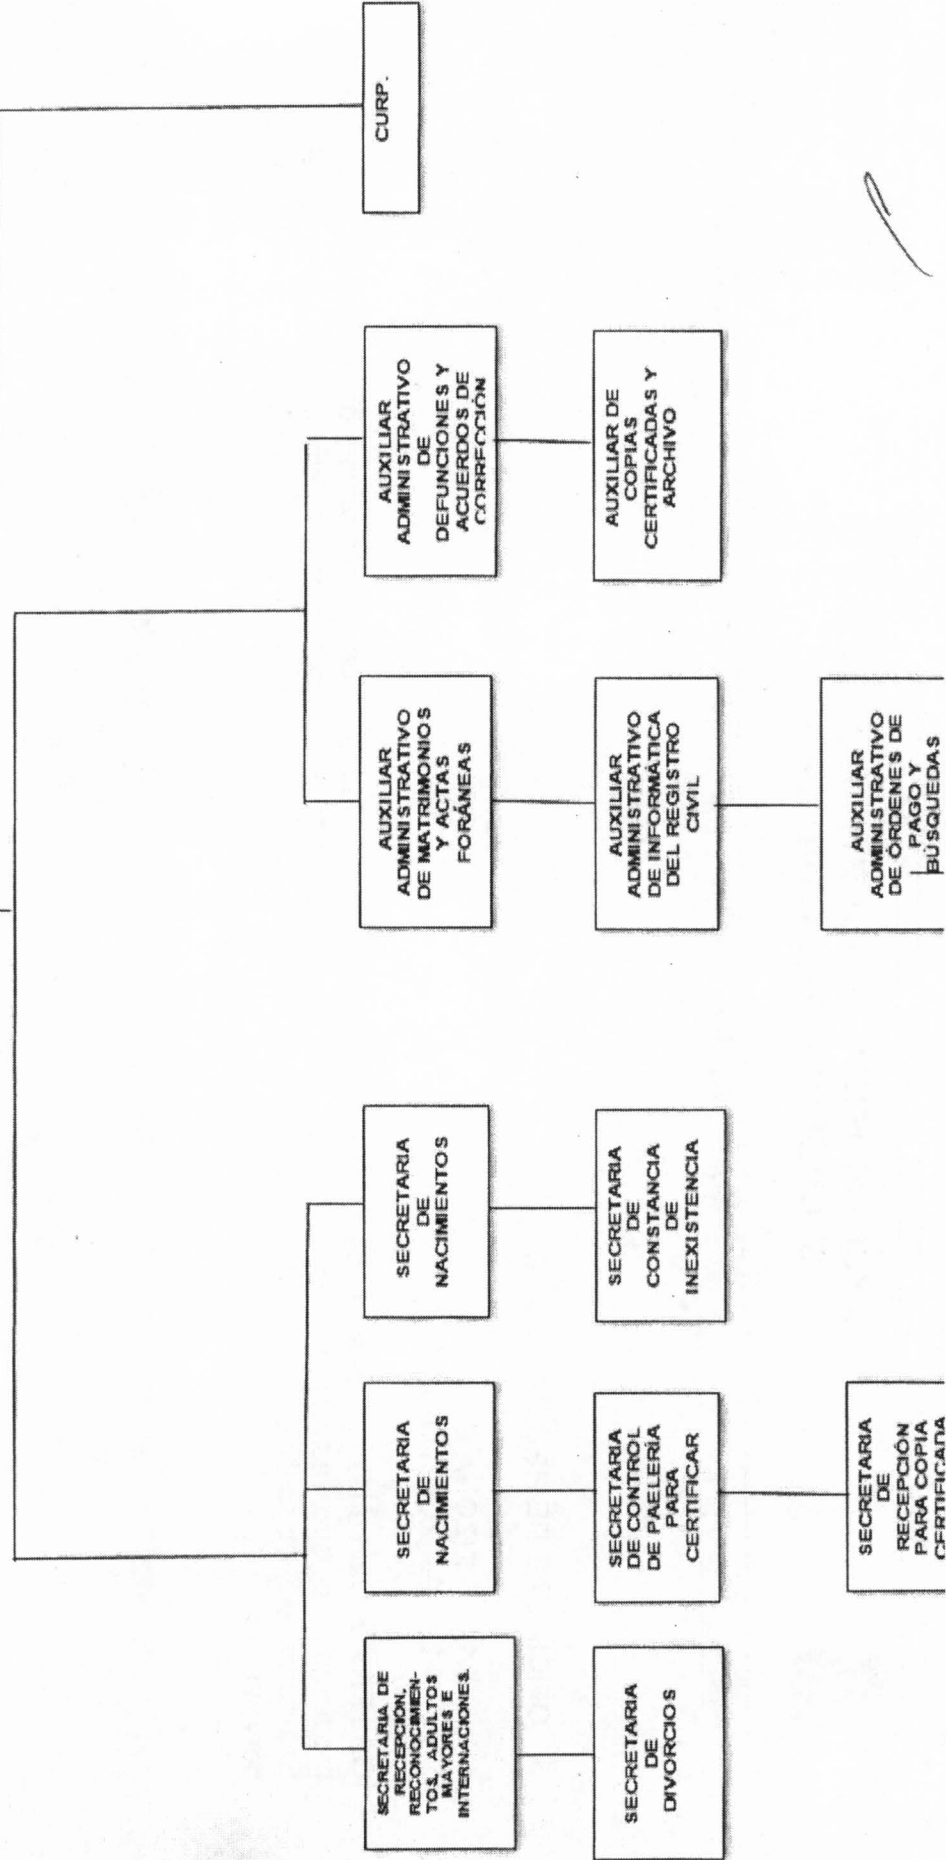 SECRETARIA DE
RECEPCIÓN,
RECONOCIMIEN-
TOS, ADULTOS
MAYORES E
INTERNACIONES.
SECRETARIA
DE
NACIMIENTOS
SECRETARIA
DE
NACIMIENTOS
AUXILIAR
ADMINISTRATIVO
DE MATRIMONIOS
Y ACTAS
FORÁNEAS
AUXILIAR
ADMINISTRATIVO
DE
DEFUNCIONES Y
ACUERDOS DE
CORRECCIÓN
CURP.
SECRETARIA
DE
DIVORCIOS
SECRETARIA
DE CONTROL
DE PAELERÍA
PARA
CERTIFICAR
SECRETARIA
DE
CONSTANCIA
DE
INEXISTENCIA
AUXILIAR
ADMINISTRATIVO
DE INFORMÁTICA
DEL REGISTRO
CIVIL
AUXILIAR DE
COPIAS
CERTIFICADAS Y
ARCHIVO
SECRETARIA
DE
RECEPCIÓN
PARA COPIA
CERTIFICADA
AUXILIAR
ADMINISTRATIVO
DE ÓRDENES DE
PAGO Y
BÚSQUEDAS